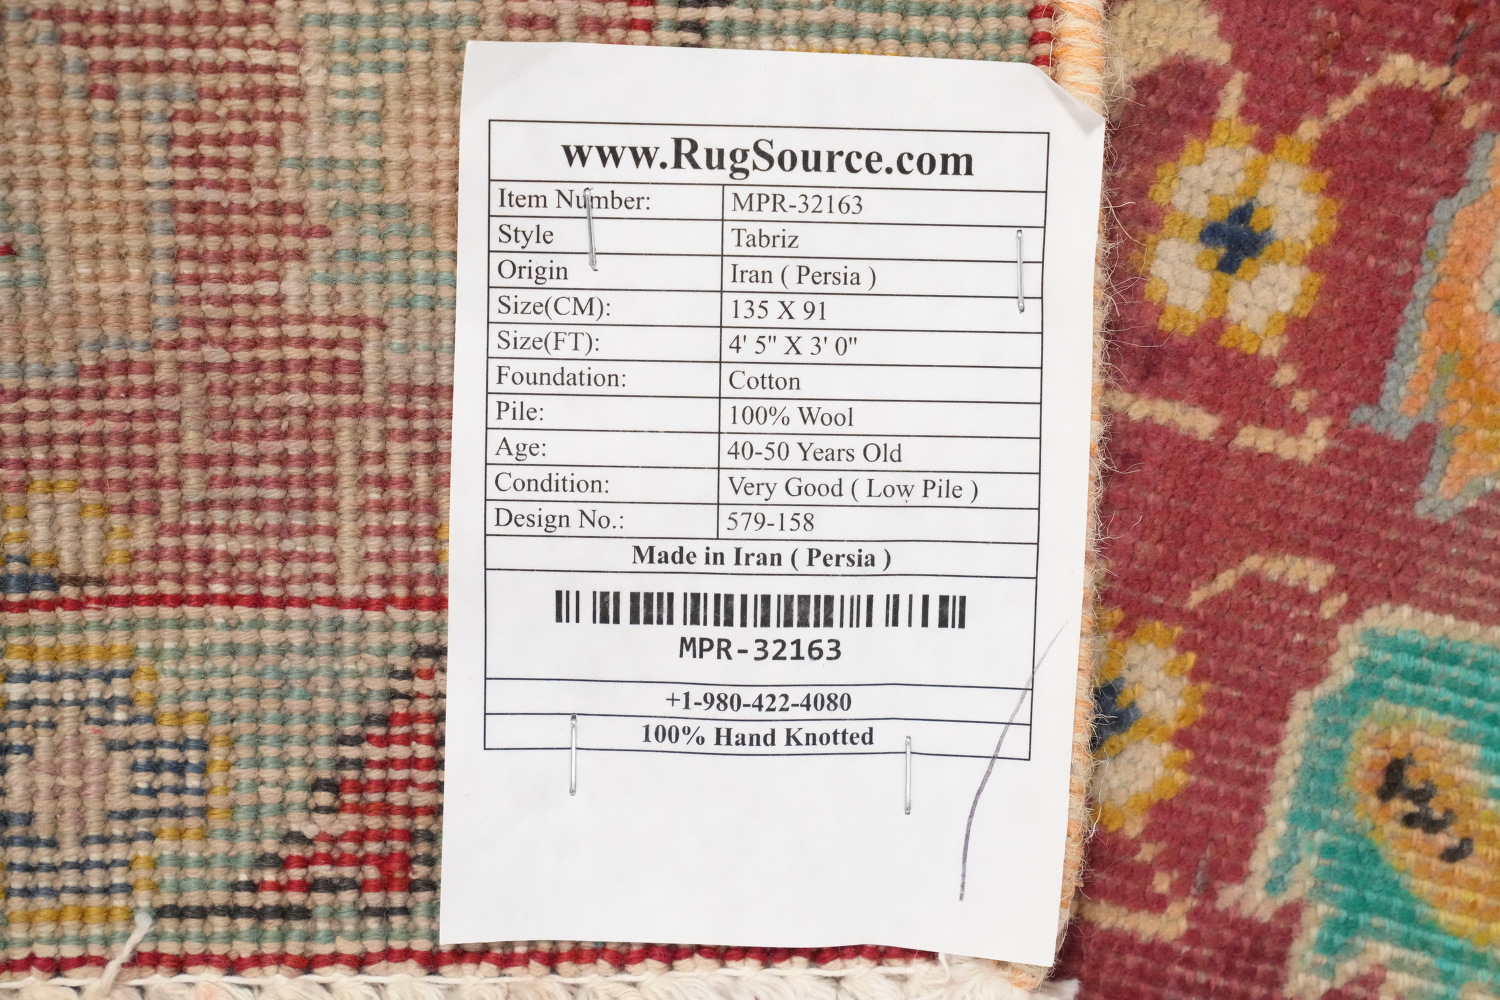 www.RugSource.com
Item Number: MPR-32163
Style Tabriz
Origin Iran ( Persia )
Size(CM): 135 X 91
Size(FT): 4' 5" X 3' 0"
Foundation: Cotton
Pile: 100% Wool
Age: 40-50 Years Old
Condition: Very Good ( Low Pile )
Design No.: 579-158
Made in Iran ( Persia )
MPR-32163
+1-980-422-4080
100% Hand Knotted